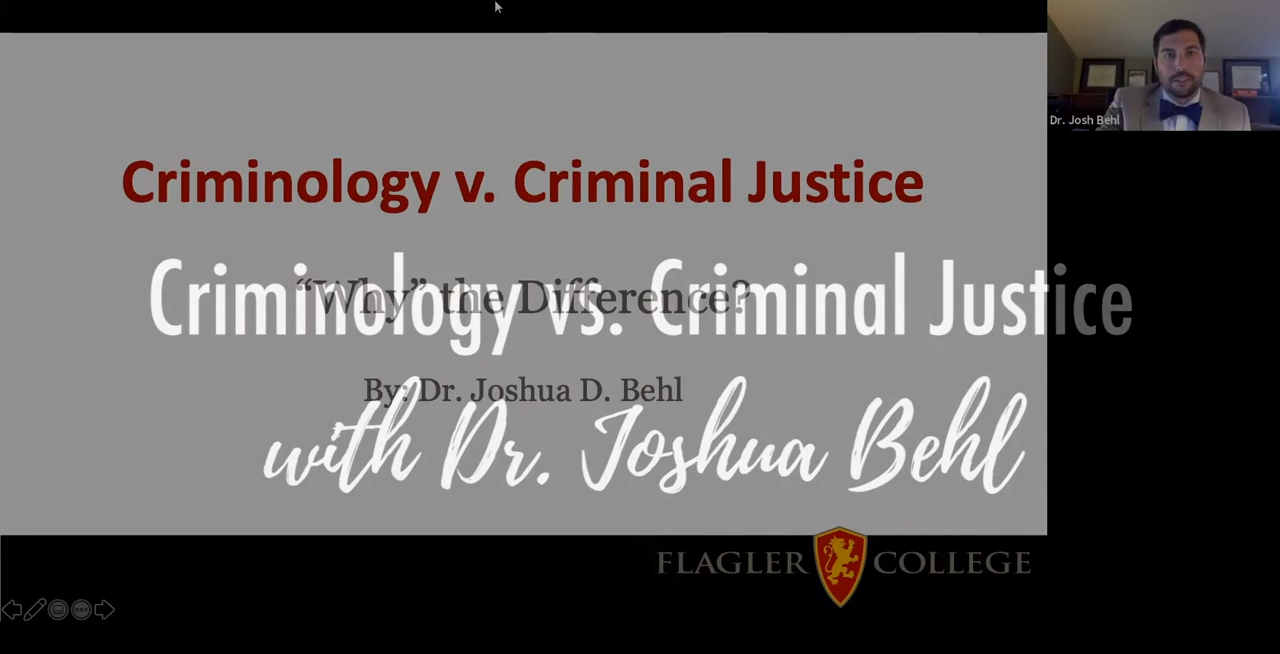 Criminology v. Criminal Justice
"Why" the Difference?
By: Dr. Joshua D. Behl
Criminology vs. Criminal Justice
with Dr. Joshua Behl
FLAGLER COLLEGE
Dr. Josh Behl